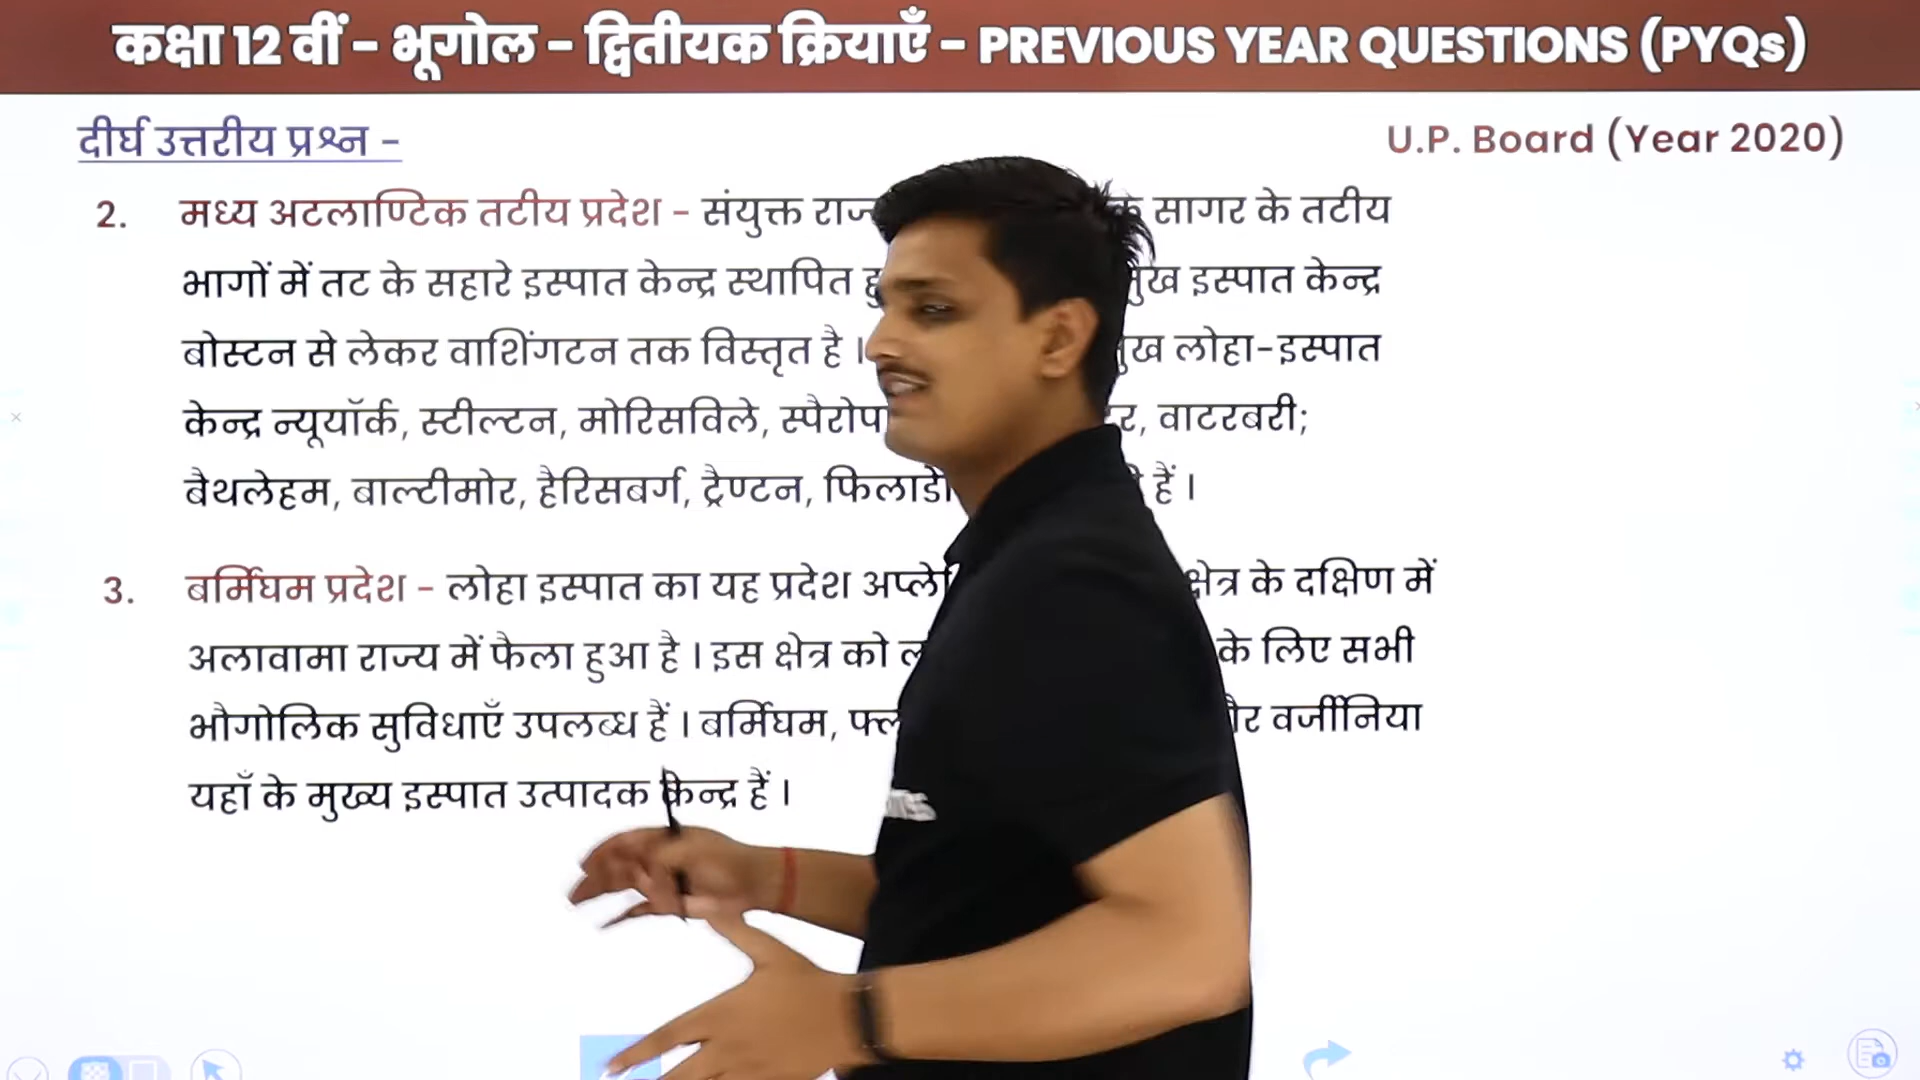 कक्षा 12 वीं - भूगोल - द्वितीयक क्रियाएँ - PREVIOUS YEAR QUESTIONS (PYQs)
दीर्घ उत्तरीय प्रश्न -
U.P. Board (Year 2020)
2. मध्य अटलाण्टिक तटीय प्रदेश - संयुक्त सागर के तटीय
भागों में तट के सहारे इस्पात केन्द्र स्थापित इस्पात केन्द्र
बोस्टन से लेकर वाशिंगटन तक विस्तृत है । लोहा-इस्पात
केन्द्र न्यूयॉर्क, स्टील्टन, मोरिसविले, वाटरबरी;
बैथलेहम, बाल्टीमोर, हैरिसबर्ग, ट्रैण्टन, हैं ।
3. बर्मिंघम प्रदेश - लोहा इस्पात का यह प्रदेश क्षेत्र के दक्षिण में
अलावामा राज्य में फैला हुआ है । इस क्षेत्र को के लिए सभी
भौगोलिक सुविधाएँ उपलब्ध हैं । बर्मिंघम, वर्जीनिया
यहाँ के मुख्य इस्पात उत्पादक केन्द्र हैं ।